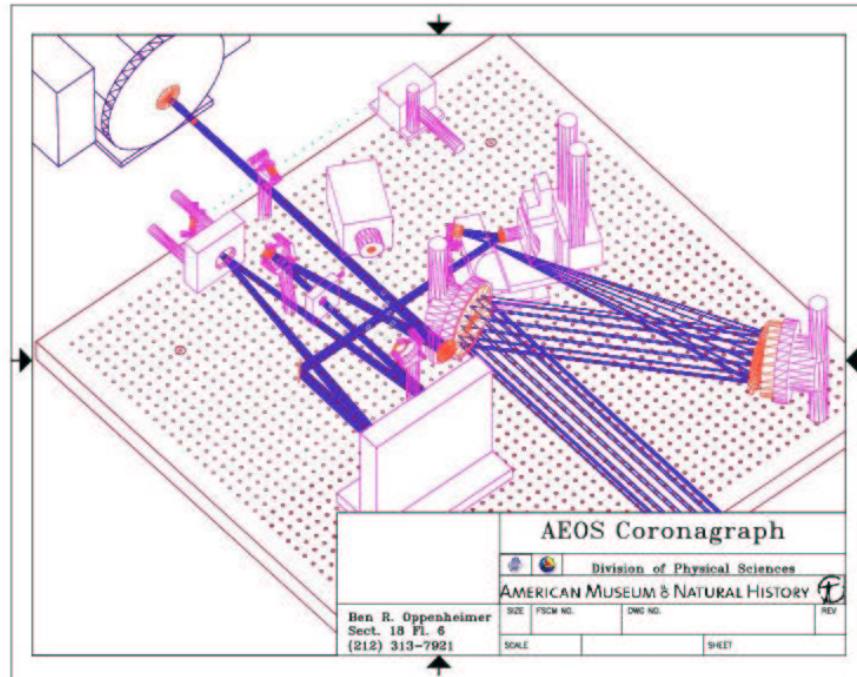 AEOS Coronagraph
Division of Physical Sciences
AMERICAN MUSEUM OF NATURAL HISTORY
Ben R. Oppenheimer
Sect. 18 Fl. 6
(212) 313-7921
SIZE FSCM NO. DWG NO. REV
SCALE SHEET